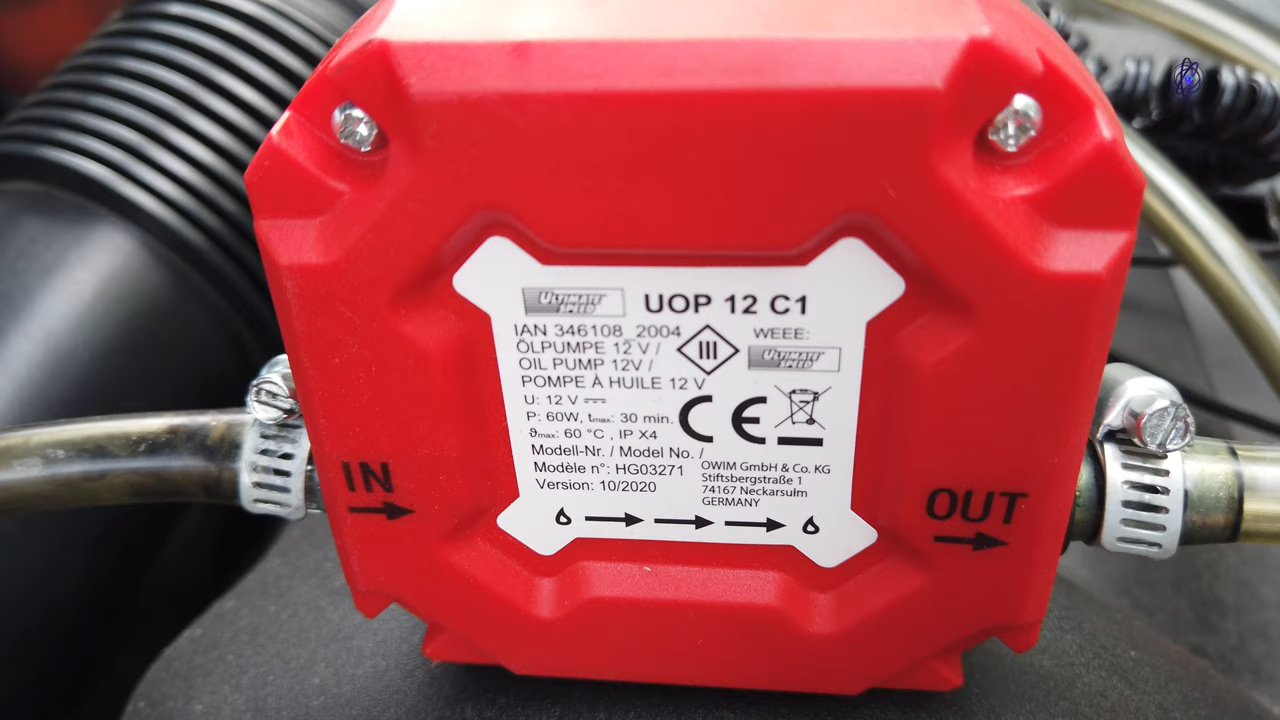 ULTIMATE SPEED
UOP 12 C1
IAN 346108_2004
ÖLPUMPE 12 V /
OIL PUMP 12V /
POMPE À HUILE 12 V
U: 12 V ⎓
P: 60W, tmax: 30 min.
ϑmax: 60 °C , IP X4
Modell-Nr. / Model No. /
Modèle n°: HG03271
Version: 10/2020
III
WEEE:
ULTIMATE SPEED
CE
OWIM GmbH & Co. KG
Stiftsbergstraße 1
74167 Neckarsulm
GERMANY
IN
OUT